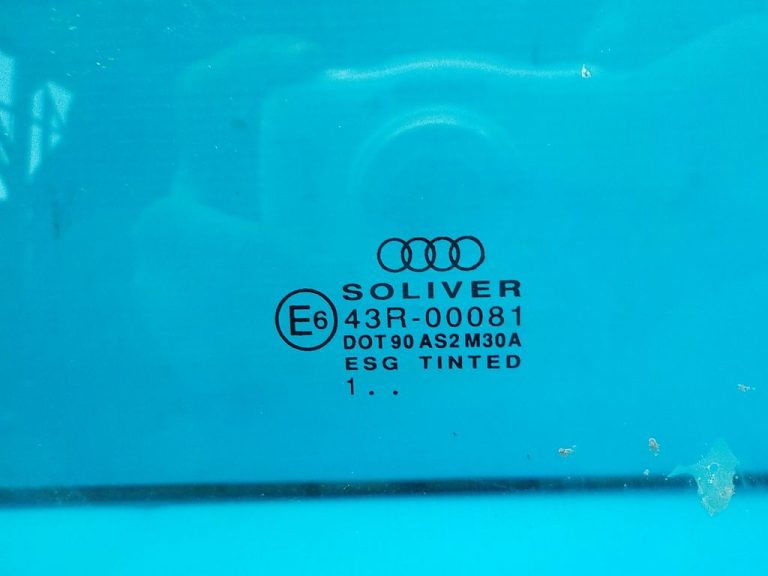 SOLIVER
E6
43R-00081
DOT 90 AS2 M30A
ESG TINTED
1 . .